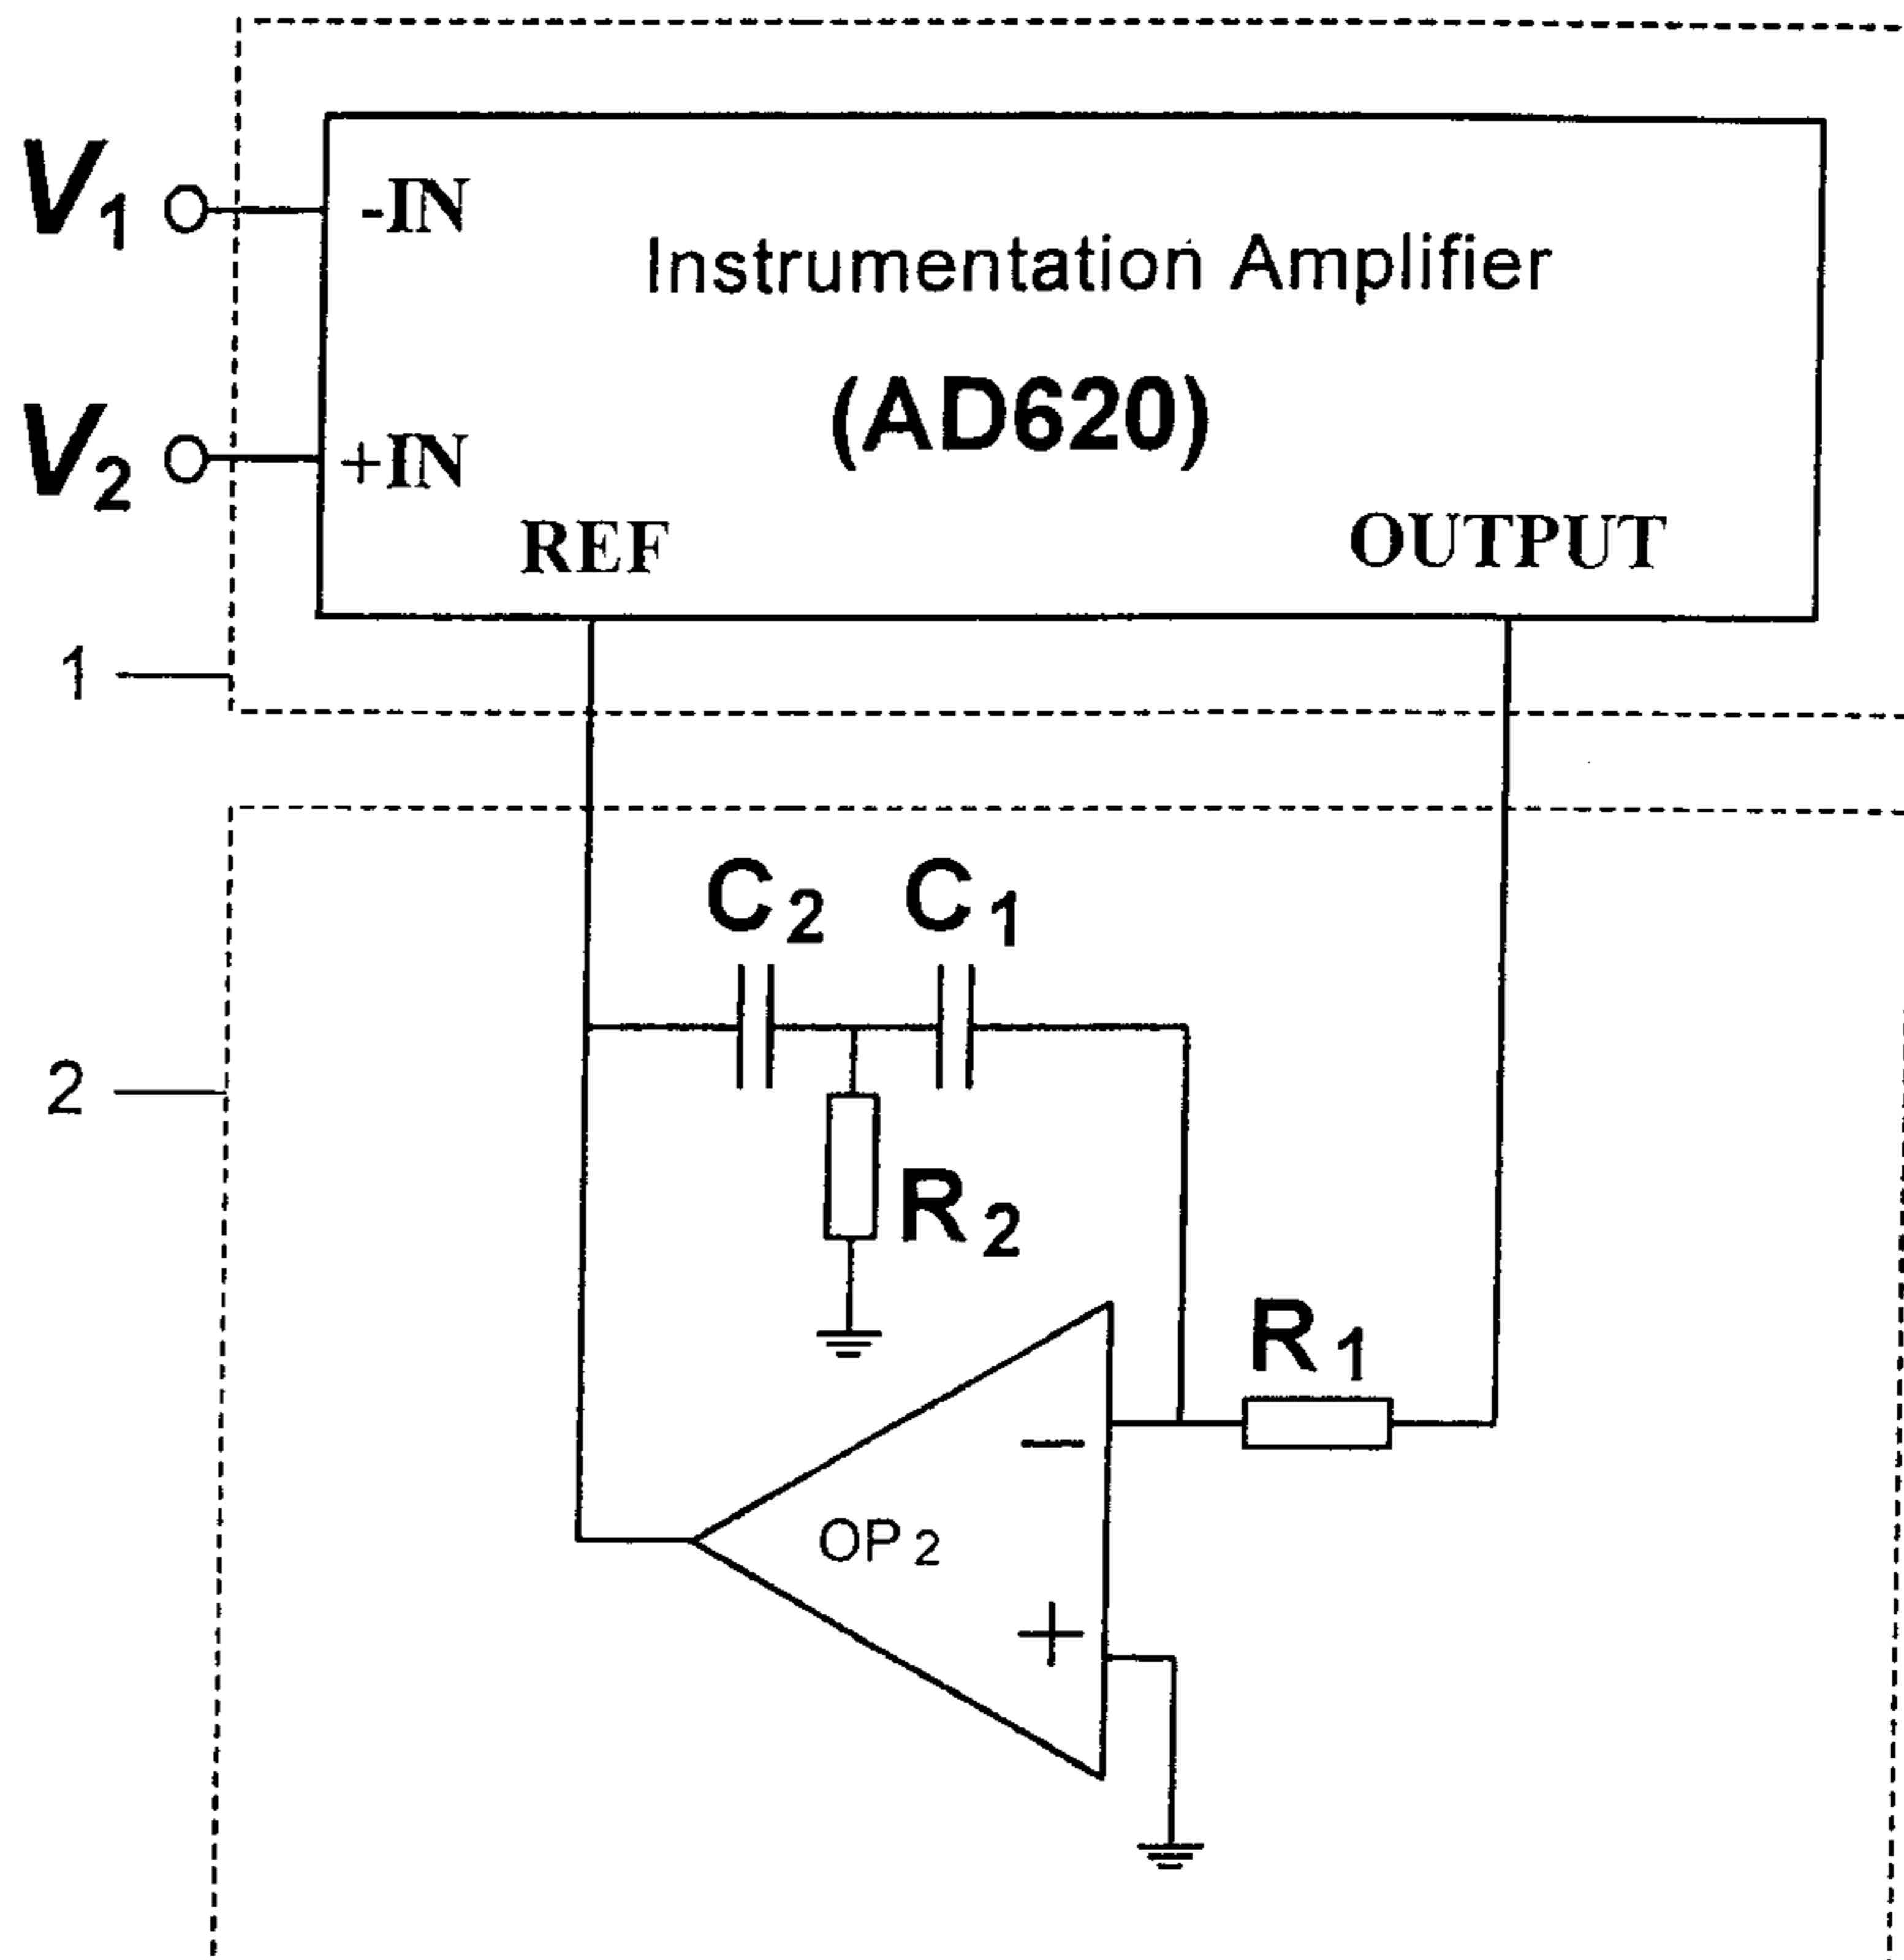 V1
-IN
Instrumentation Amplifier
V2
+IN
(AD620)
REF
OUTPUT
1
C2
C1
2
R2
R1
−
OP2
+